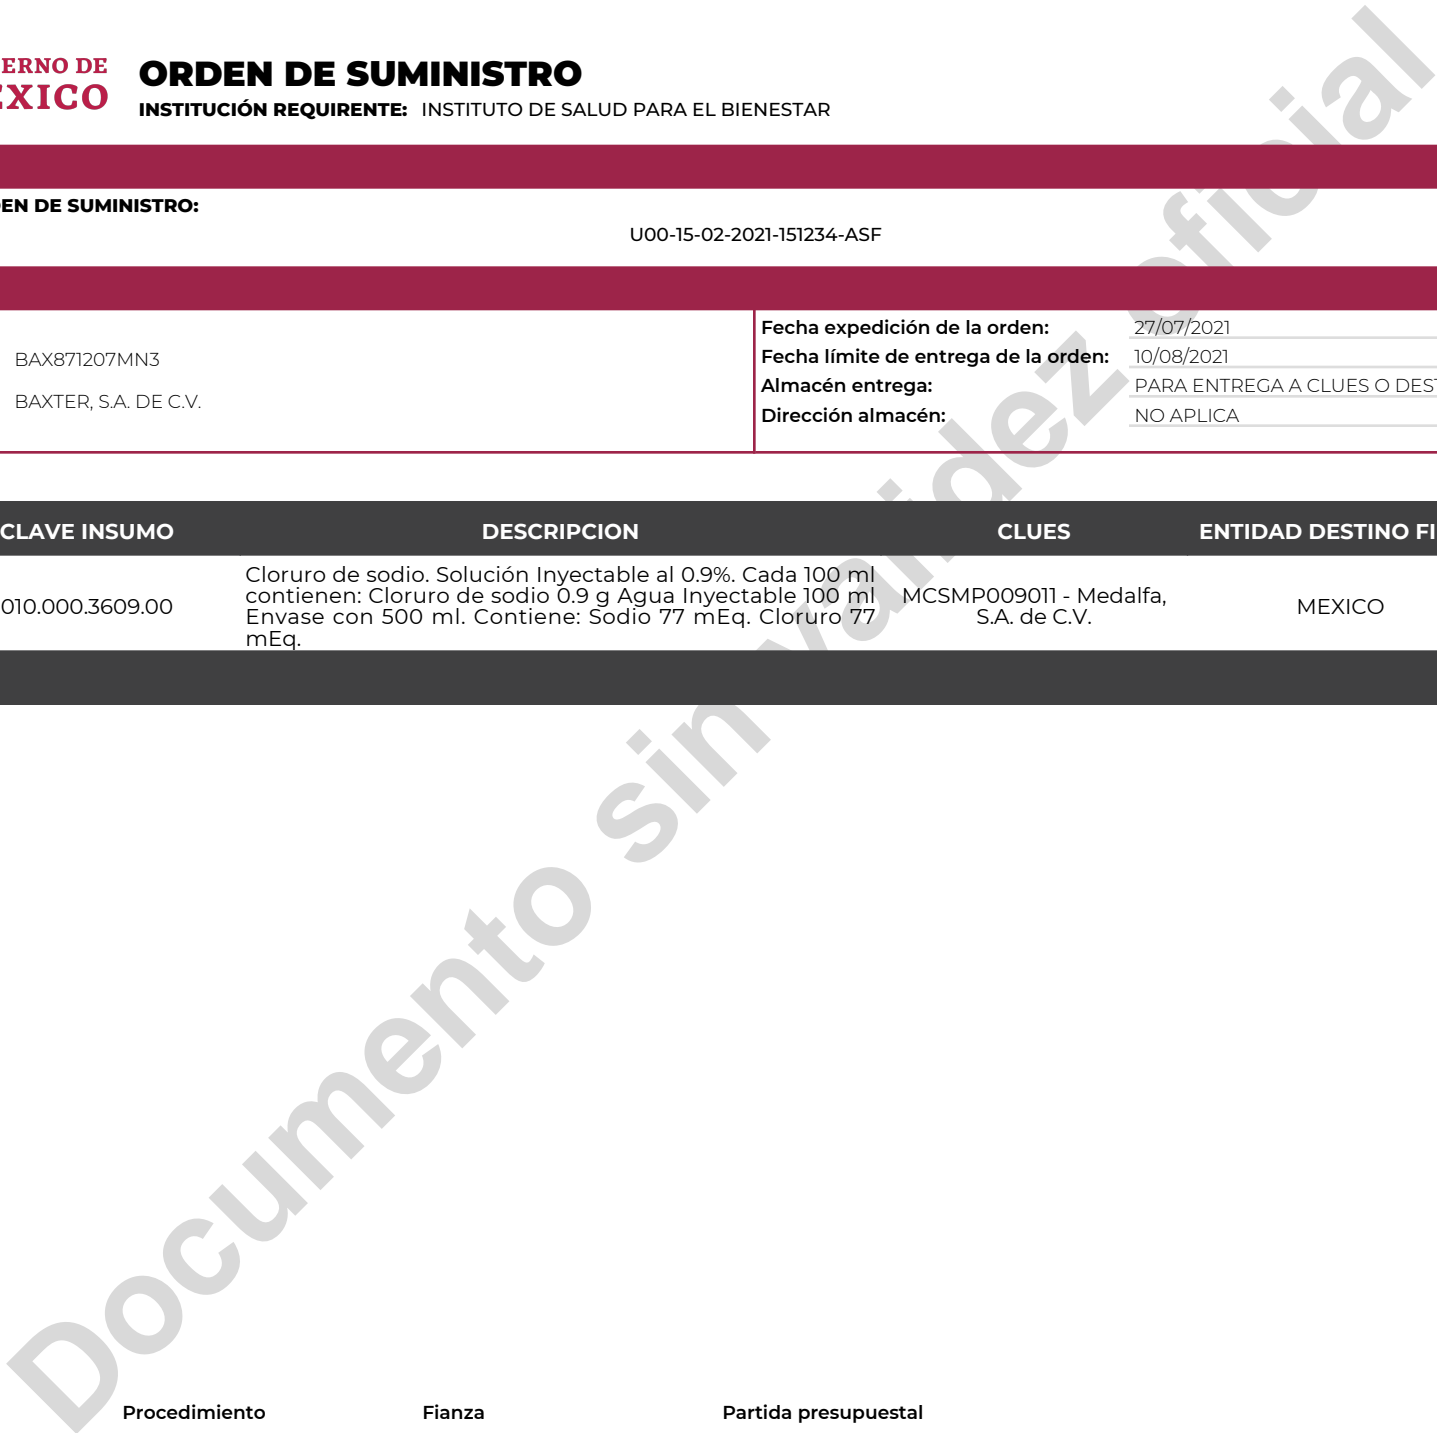 ERNO DE
EXICO
ORDEN DE SUMINISTRO
INSTITUCIÓN REQUIRENTE: INSTITUTO DE SALUD PARA EL BIENESTAR
EN DE SUMINISTRO:
U00-15-02-2021-151234-ASF
BAX871207MN3
BAXTER, S.A. DE C.V.
Fecha expedición de la orden: 27/07/2021
Fecha límite de entrega de la orden: 10/08/2021
Almacén entrega: PARA ENTREGA A CLUES O DEST
Dirección almacén: NO APLICA
CLAVE INSUMO DESCRIPCION CLUES ENTIDAD DESTINO FI
010.000.3609.00
Cloruro de sodio. Solución Inyectable al 0.9%. Cada 100 ml
contienen: Cloruro de sodio 0.9 g Agua Inyectable 100 ml
Envase con 500 ml. Contiene: Sodio 77 mEq. Cloruro 77
mEq.
MCSMP009011 - Medalfa,
S.A. de C.V.
MEXICO
Documento sin validez oficial
Procedimiento Fianza Partida presupuestal